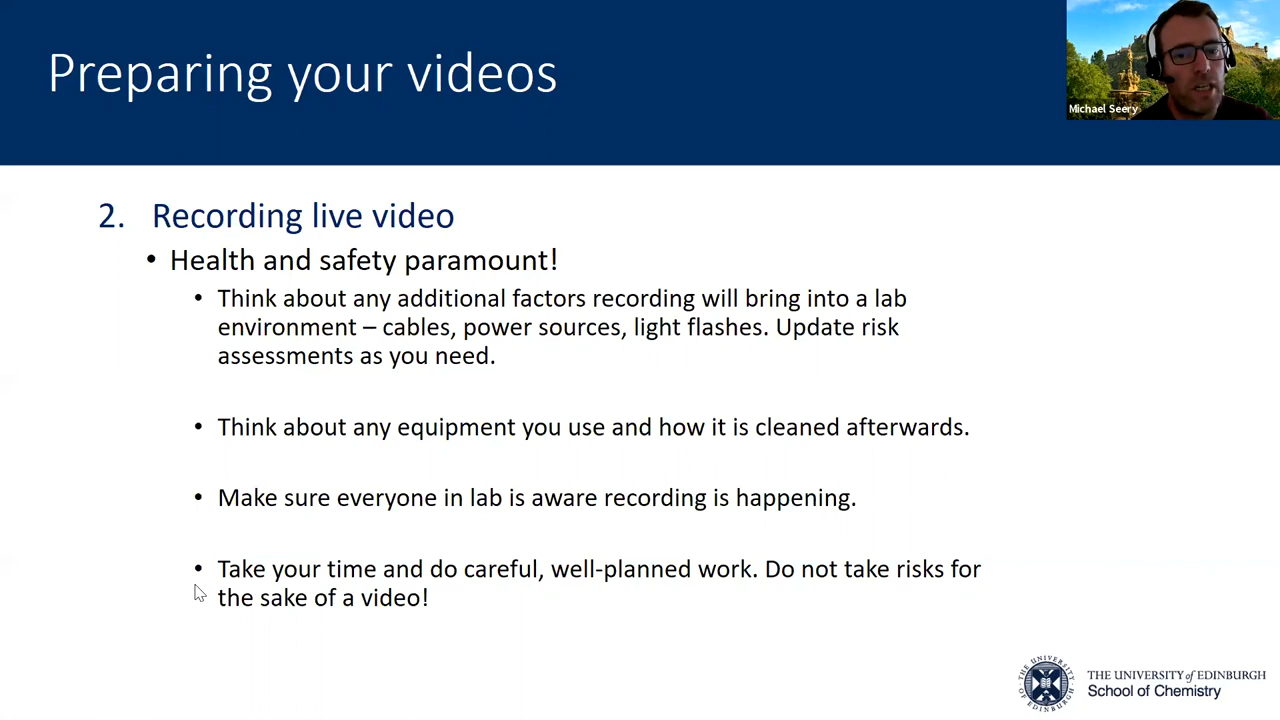 Preparing your videos
Michael Seery
2. Recording live video
• Health and safety paramount!
• Think about any additional factors recording will bring into a lab
environment – cables, power sources, light flashes. Update risk
assessments as you need.
• Think about any equipment you use and how it is cleaned afterwards.
• Make sure everyone in lab is aware recording is happening.
• Take your time and do careful, well-planned work. Do not take risks for
the sake of a video!
THE UNIVERSITY of EDINBURGH
School of Chemistry
THE UNIVERSITY OF EDINBURGH